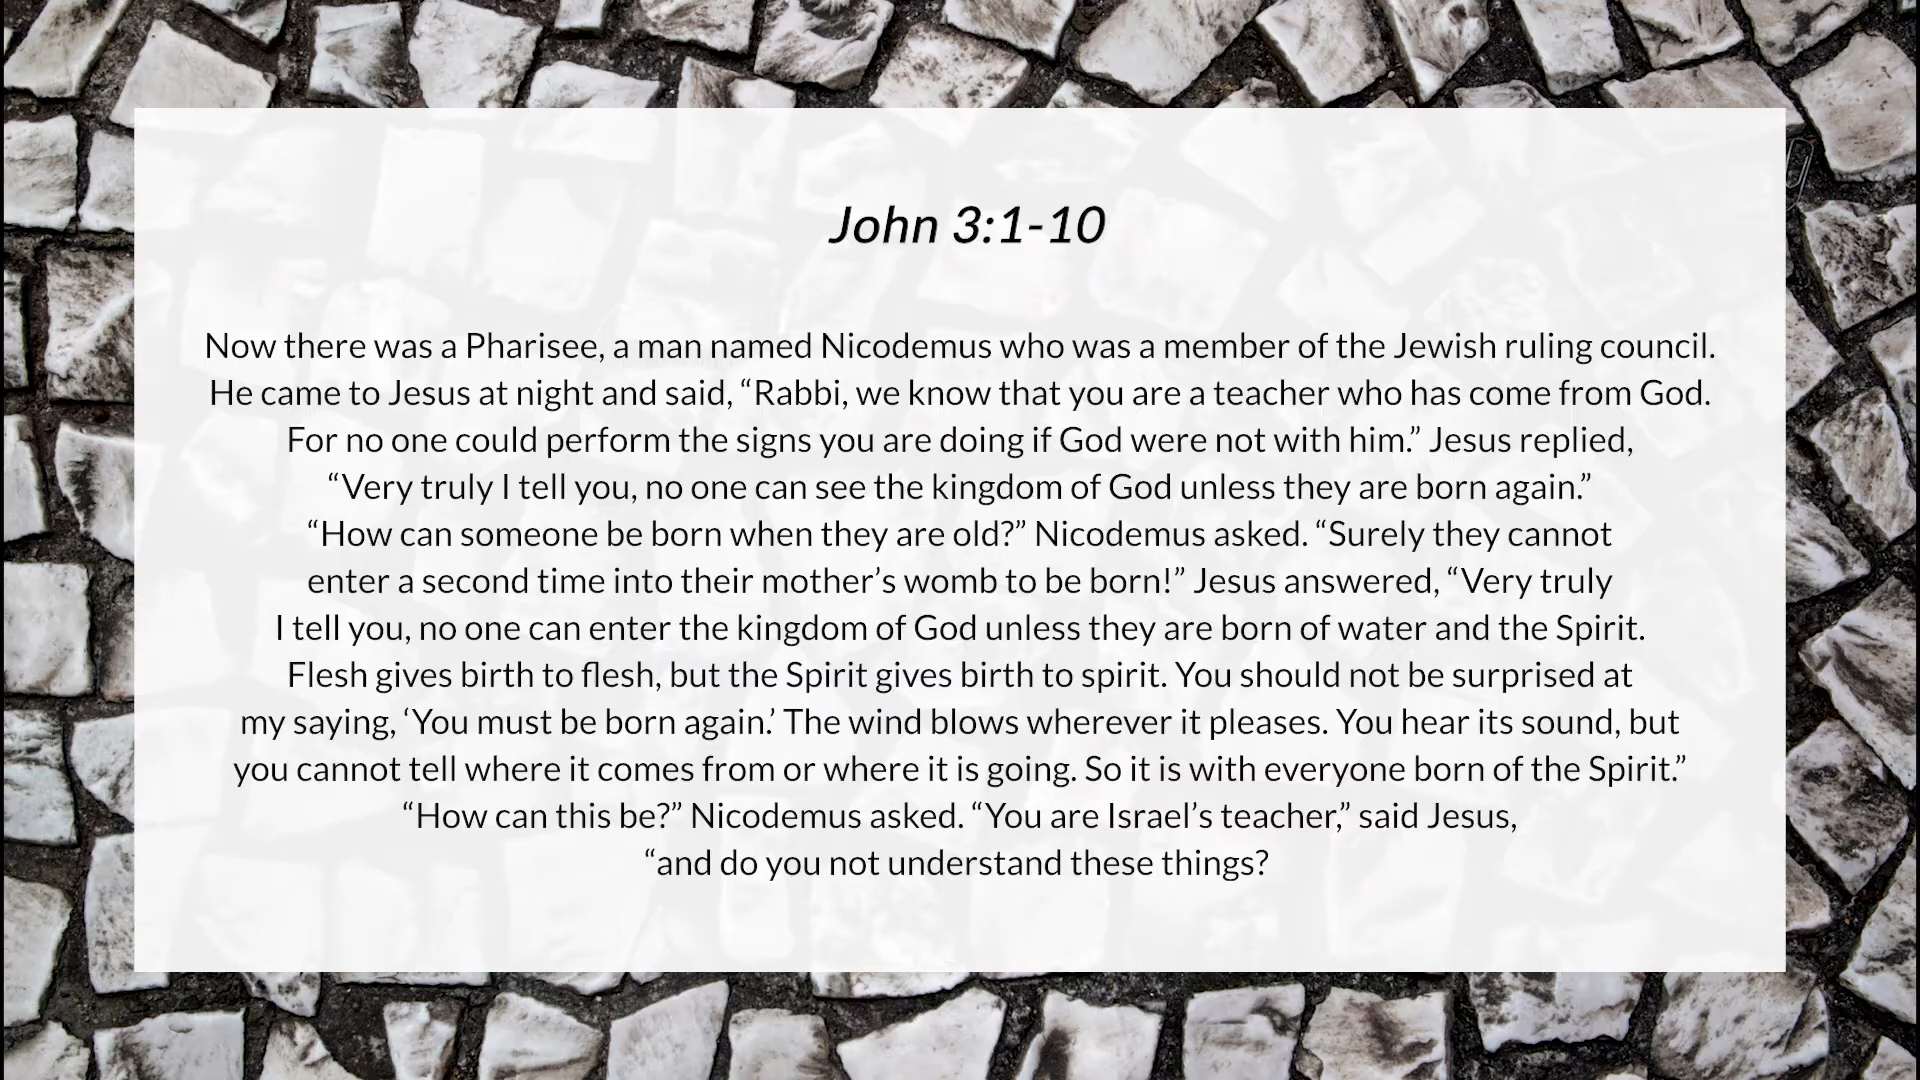 John 3:1-10
Now there was a Pharisee, a man named Nicodemus who was a member of the Jewish ruling council.
He came to Jesus at night and said, “Rabbi, we know that you are a teacher who has come from God.
For no one could perform the signs you are doing if God were not with him.” Jesus replied,
“Very truly I tell you, no one can see the kingdom of God unless they are born again.”
“How can someone be born when they are old?” Nicodemus asked. “Surely they cannot
enter a second time into their mother’s womb to be born!” Jesus answered, “Very truly
I tell you, no one can enter the kingdom of God unless they are born of water and the Spirit.
Flesh gives birth to flesh, but the Spirit gives birth to spirit. You should not be surprised at
my saying, ‘You must be born again.’ The wind blows wherever it pleases. You hear its sound, but
you cannot tell where it comes from or where it is going. So it is with everyone born of the Spirit.”
“How can this be?” Nicodemus asked. “You are Israel’s teacher,” said Jesus,
“and do you not understand these things?